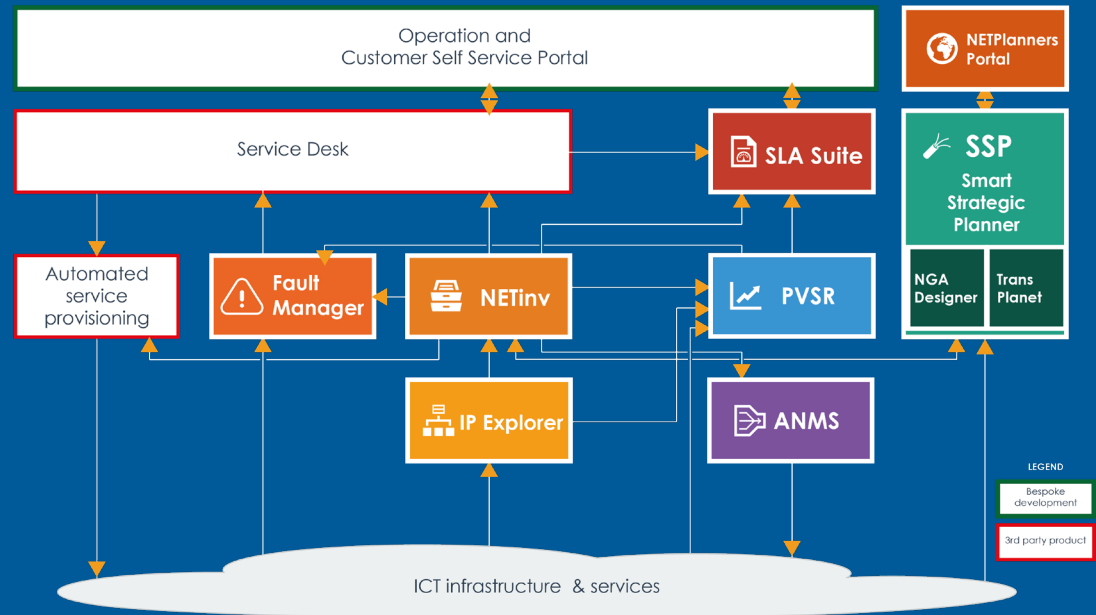 Operation and
Customer Self Service Portal
NETPlanners
Portal
Service Desk
SLA Suite
SSP
Smart
Strategic
Planner
Automated
service
provisioning
Fault
Manager
NETinv
PVSR
NGA
Designer
Trans
Planet
IP Explorer
ANMS
LEGEND
Bespoke
development
3rd party product
ICT infrastructure & services